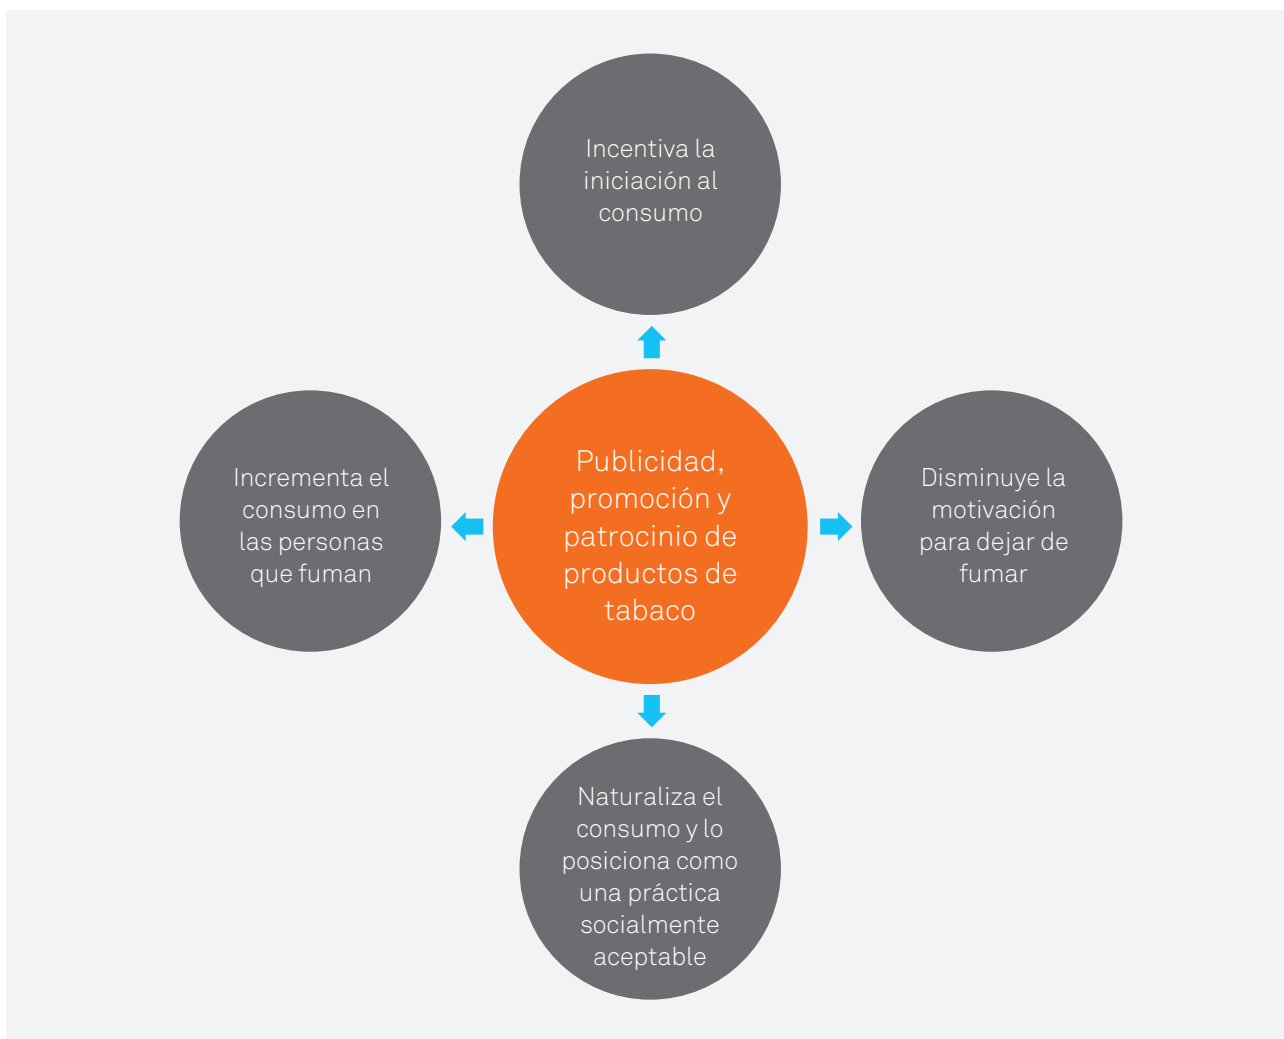 Incentiva la
iniciación al
consumo
Incrementa el
consumo en
las personas
que fuman
Publicidad,
promoción y
patrocinio de
productos de
tabaco
Disminuye la
motivación
para dejar de
fumar
Naturaliza el
consumo y lo
posiciona como
una práctica
socialmente
aceptable